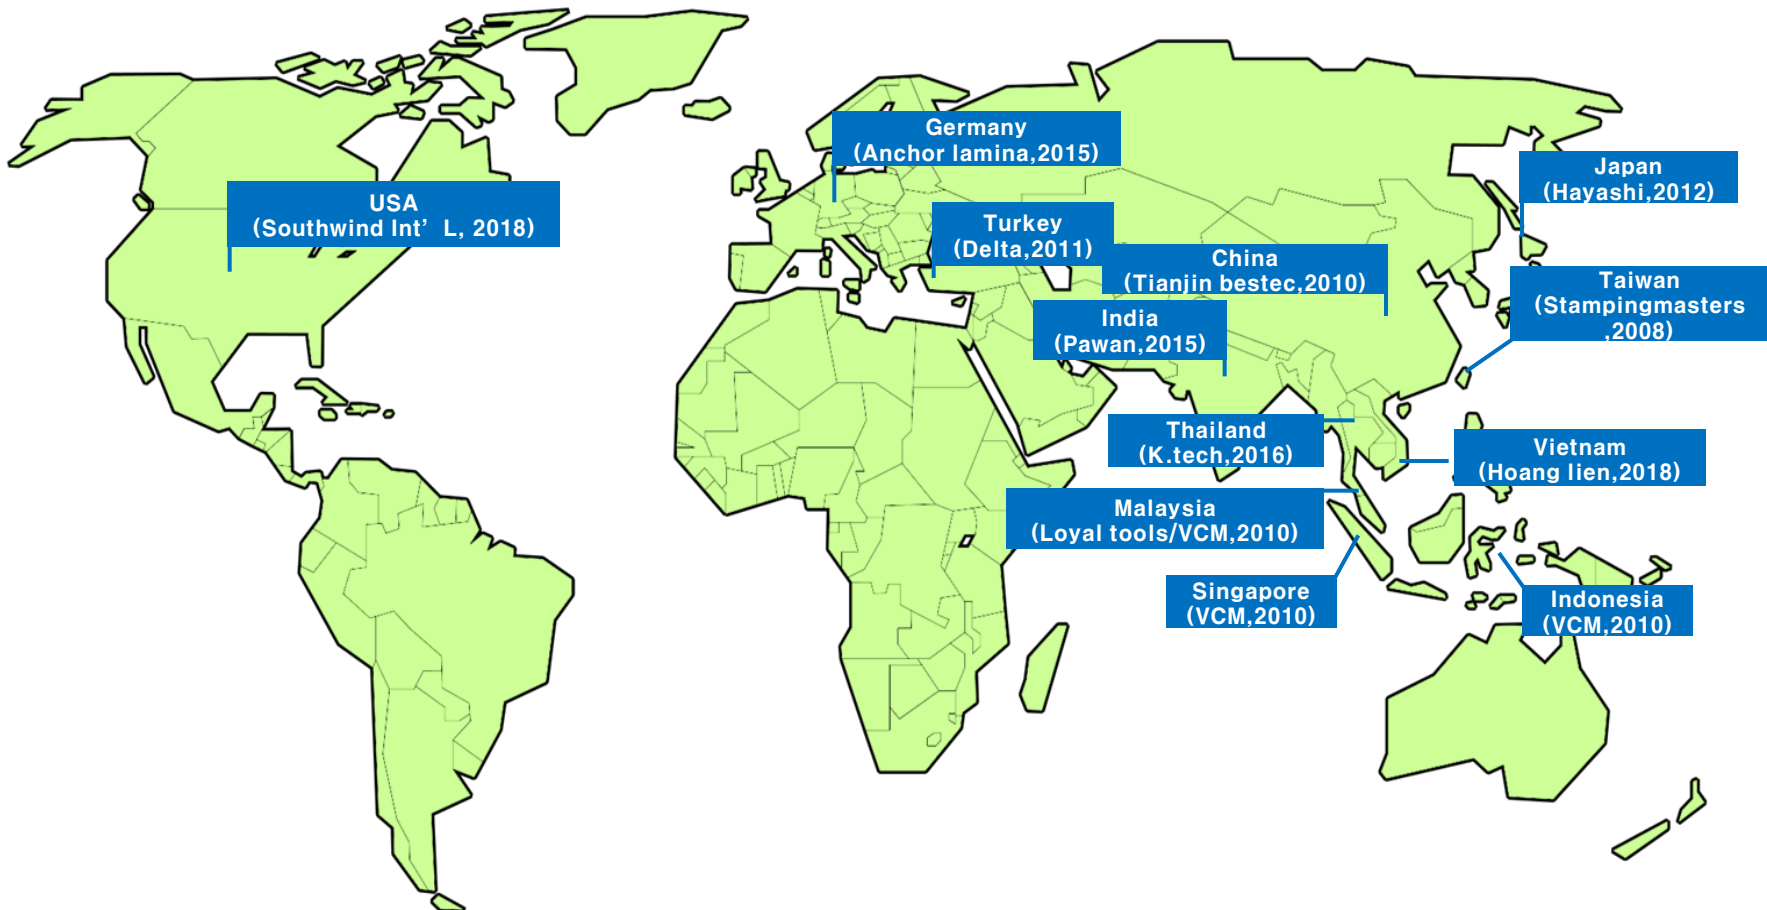 Germany
(Anchor lamina,2015)
Japan
(Hayashi,2012)
USA
(Southwind Int’ L, 2018)
Turkey
(Delta,2011)
China
(Tianjin bestec,2010)
Taiwan
(Stampingmasters
,2008)
India
(Pawan,2015)
Thailand
(K.tech,2016)
Vietnam
(Hoang lien,2018)
Malaysia
(Loyal tools/VCM,2010)
Singapore
(VCM,2010)
Indonesia
(VCM,2010)